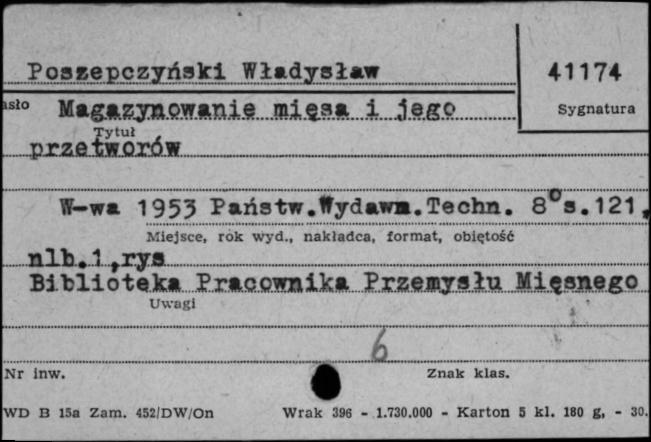 Poszepczyński Władysław
41174
asło Magazynowanie mięsa i jego
Sygnatura
Tytuł
przetworów
W-wa 1953 Państw.Wydawn.Techn. 8° s.121,
Miejsce, rok wyd., nakładca, format, objętość
nlb.1,rys
Biblioteka Pracownika Przemysłu Mięsnego
Uwagi
6
Nr inw.
Znak klas.
WD B 15a Zam. 452/DW/On Wrak 396 - 1.730.000 - Karton 5 kl. 180 g, - 30.